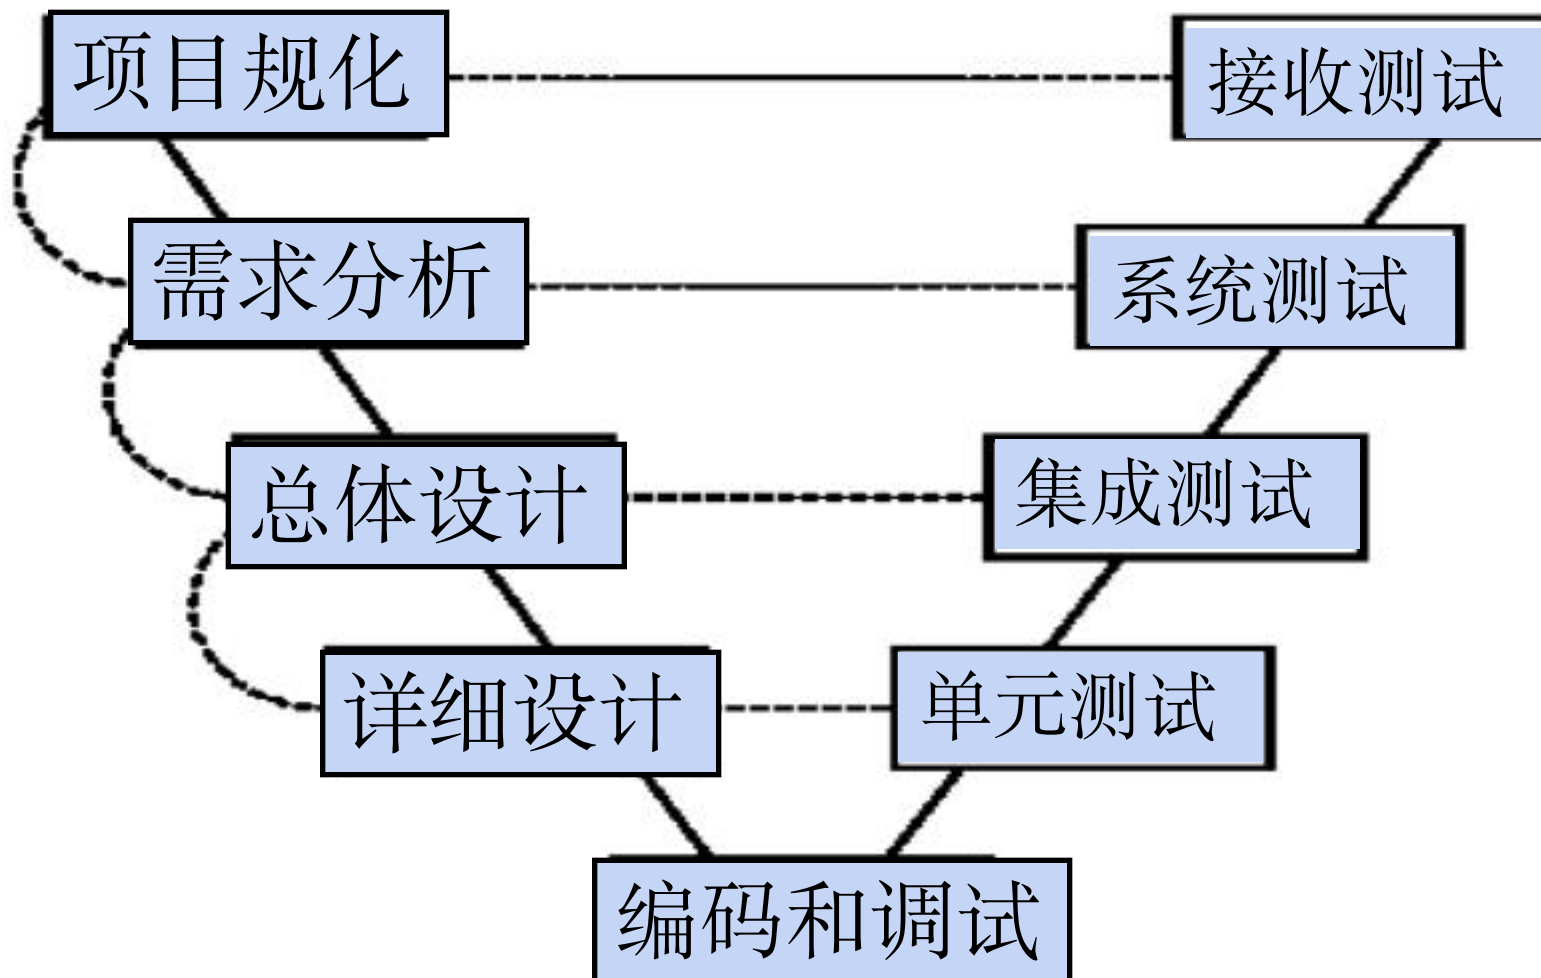 项目规化
接收测试
需求分析
系统测试
总体设计
集成测试
详细设计
单元测试
编码和调试